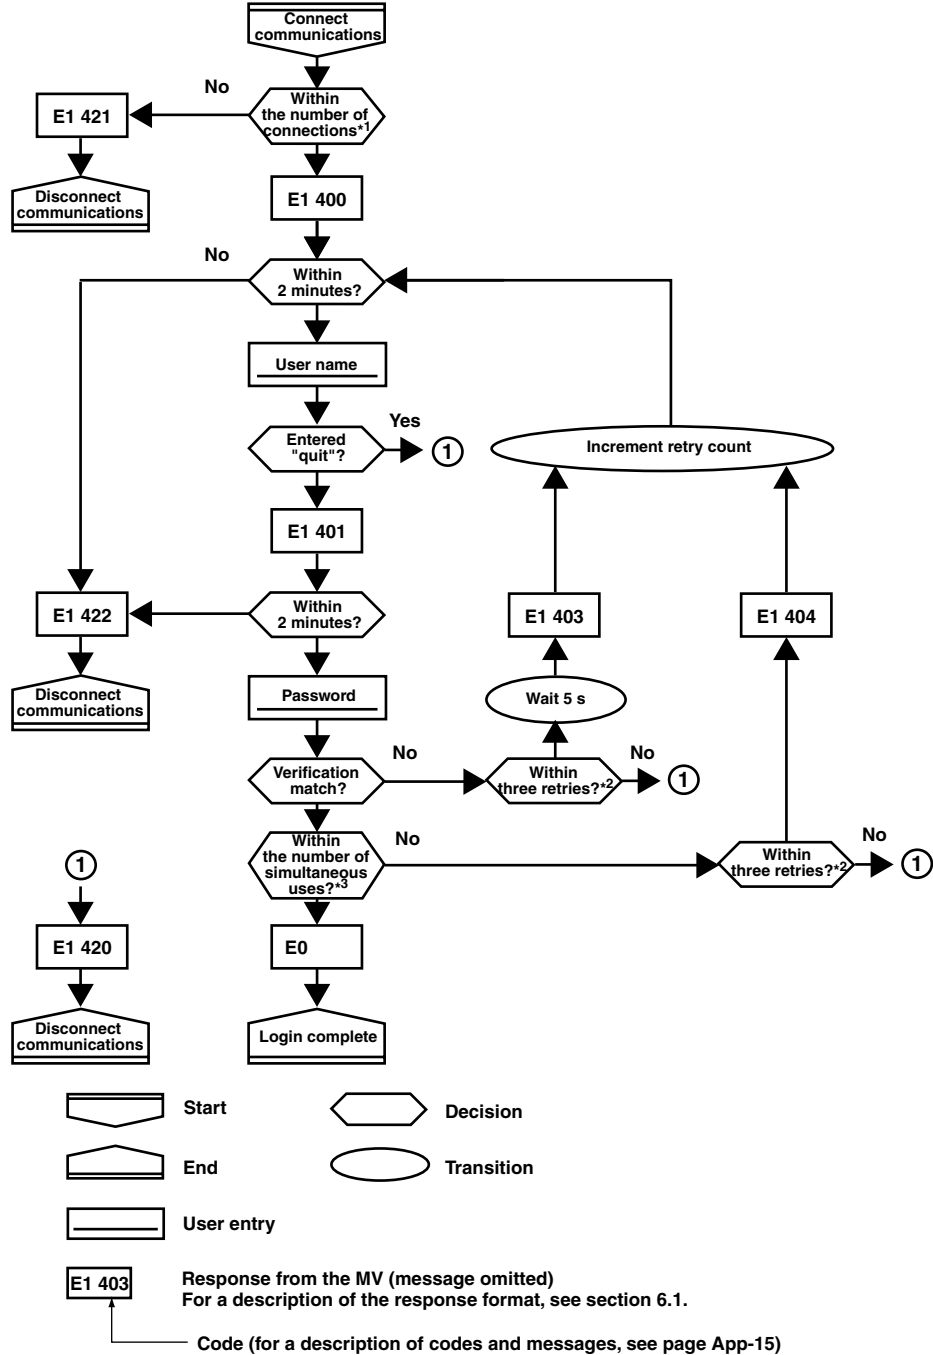 Connect
communications
No
Within
the number of
connections*1
E1 421
Disconnect
communications
E1 400
No
Within
2 minutes?
User name
Entered
"quit"?
Yes
1
Increment retry count
E1 401
E1 422
Within
2 minutes?
E1 403
E1 404
Disconnect
communications
Password
Wait 5 s
Verification
match?
No
Within
three retries?*2
No
1
Within
the number of
simultaneous
uses?*3
No
Within
three retries?*2
No
1
1
E1 420
E0
Disconnect
communications
Login complete
Start
Decision
End
Transition
User entry
E1 403
Response from the MV (message omitted)
For a description of the response format, see section 6.1.
Code (for a description of codes and messages, see page App-15)